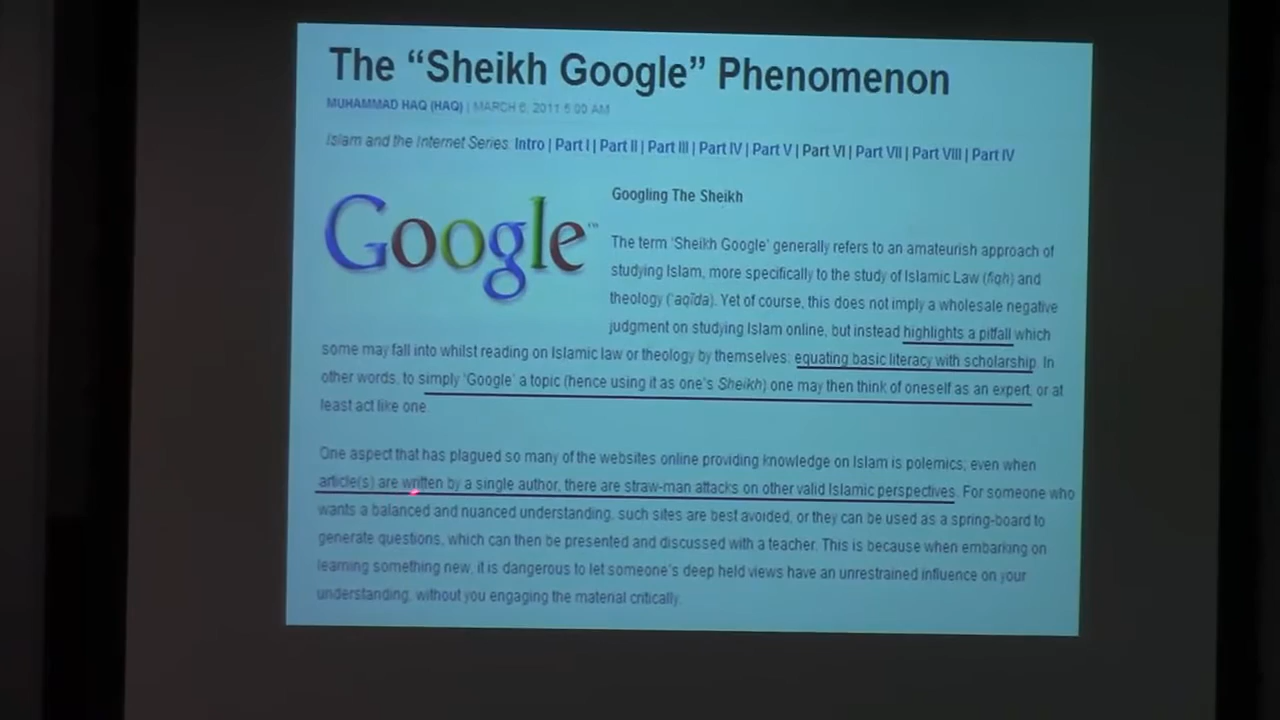 The “Sheikh Google” Phenomenon
MUHAMMAD HAQ (HAQ) | MARCH 6, 2011 6:00 AM
Islam and the Internet Series: Intro | Part I | Part II | Part III | Part IV | Part V | Part VI | Part VII | Part VIII | Part IV
Google™
Googling The Sheikh
The term 'Sheikh Google' generally refers to an amateurish approach of
studying Islam, more specifically to the study of Islamic Law (fiqh) and
theology ('aqīda). Yet of course, this does not imply a wholesale negative
judgment on studying Islam online, but instead highlights a pitfall which
some may fall into whilst reading on Islamic law or theology by themselves: equating basic literacy with scholarship. In
other words, to simply 'Google' a topic (hence using it as one's Sheikh) one may then think of oneself as an expert, or at
least act like one.
One aspect that has plagued so many of the websites online providing knowledge on Islam is polemics; even when
article(s) are written by a single author, there are straw-man attacks on other valid Islamic perspectives. For someone who
wants a balanced and nuanced understanding, such sites are best avoided, or they can be used as a spring-board to
generate questions, which can then be presented and discussed with a teacher. This is because when embarking on
learning something new, it is dangerous to let someone's deep held views have an unrestrained influence on your
understanding, without you engaging the material critically.